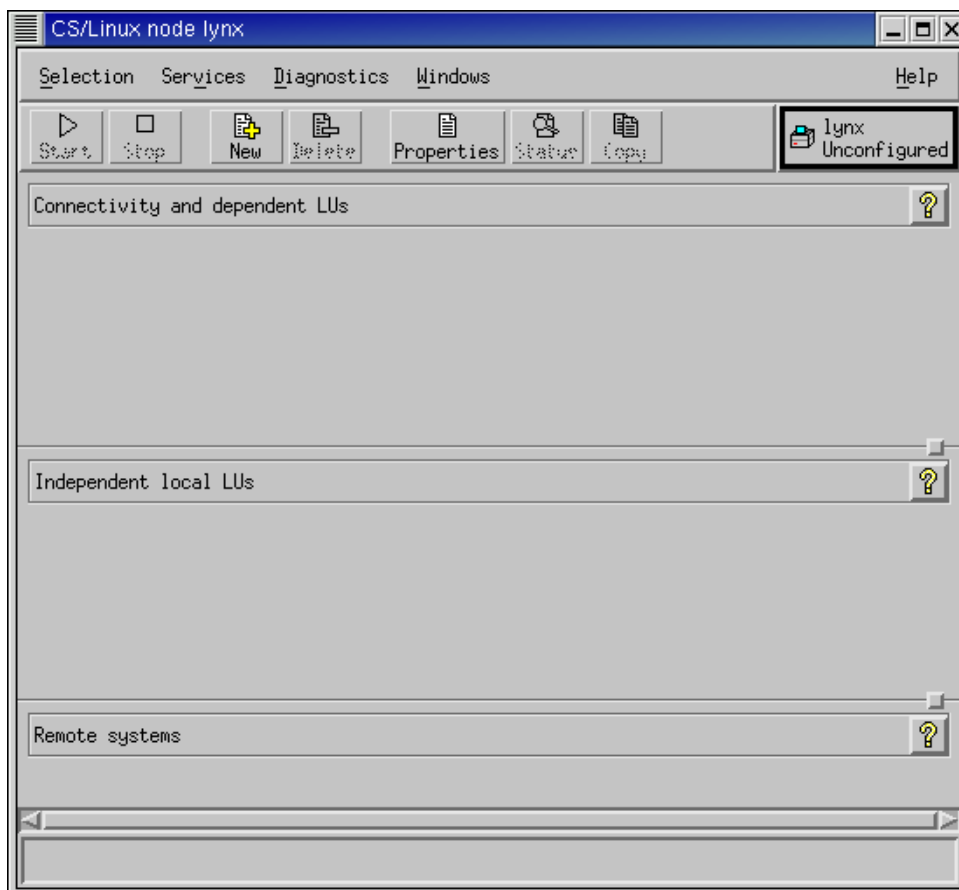 CS/Linux node lynx
Selection Services Diagnostics Windows Help
Start Stop New Delete Properties Status Copy
lynx
Unconfigured
Connectivity and dependent LUs
Independent local LUs
Remote systems